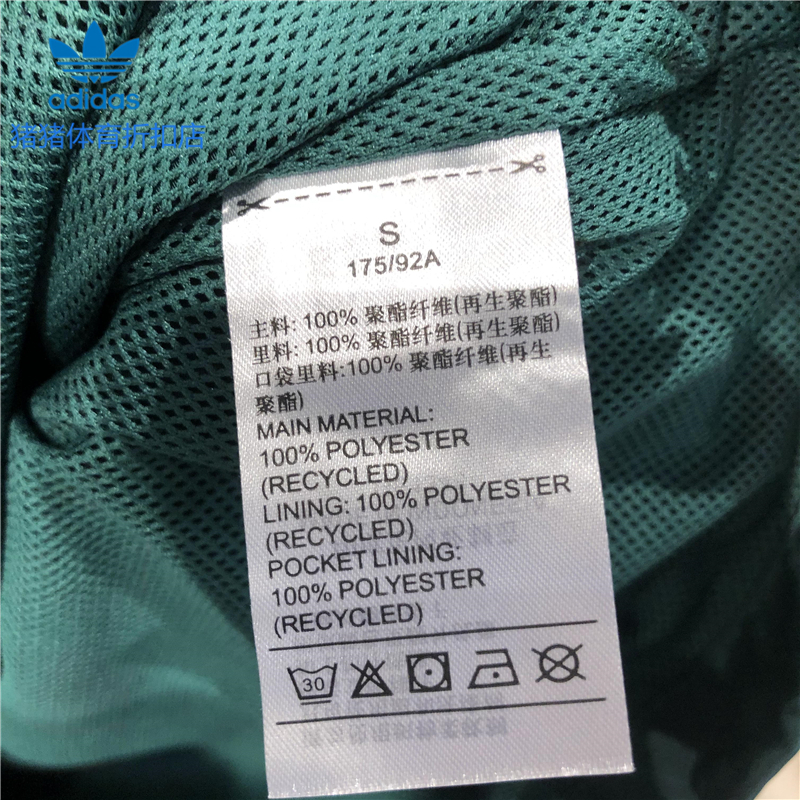 adidas
猪猪体育折扣店
S
175/92A
主料: 100% 聚酯纤维(再生聚酯)
里料: 100% 聚酯纤维(再生聚酯)
口袋里料:100% 聚酯纤维(再生
聚酯)
MAIN MATERIAL:
100% POLYESTER
(RECYCLED)
LINING: 100% POLYESTER
(RECYCLED)
POCKET LINING:
100% POLYESTER
(RECYCLED)
30